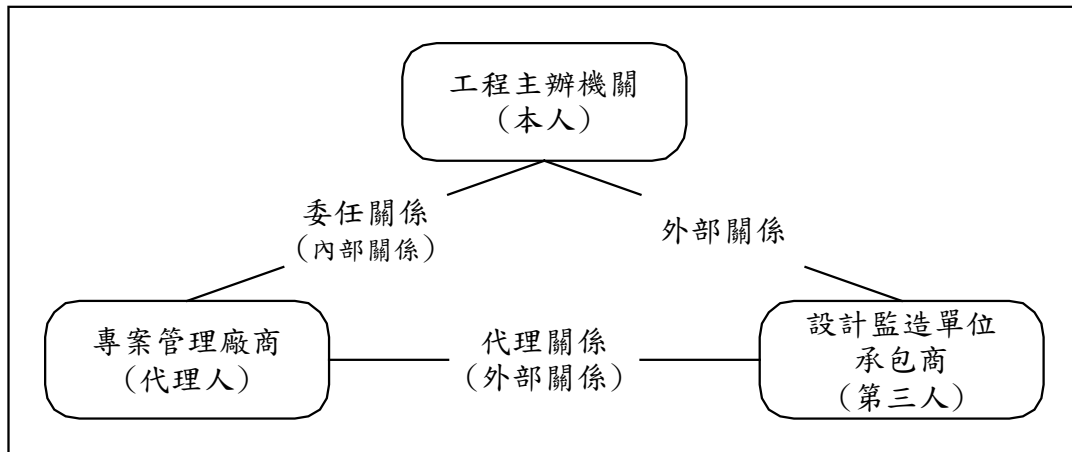 工程主辦機關
（本人）
委任關係
（內部關係）
外部關係
專案管理廠商
（代理人）
代理關係
（外部關係）
設計監造單位
承包商
（第三人）